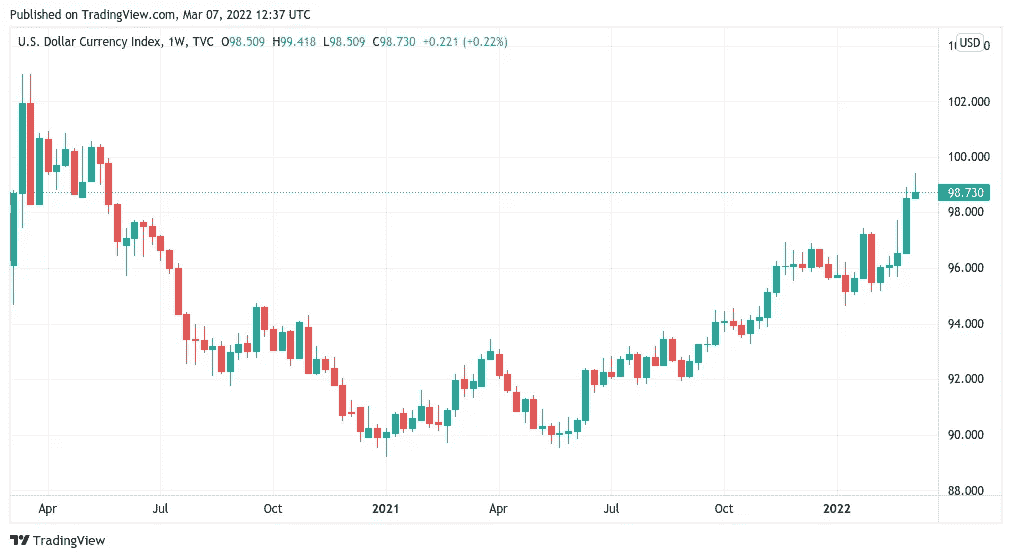 Published on TradingView.com, Mar 07, 2022 12:37 UTC
U.S. Dollar Currency Index, 1W, TVC O98.509 H99.418 L98.509 C98.730 +0.221 (+0.22%)
USD
102.000
100.000
98.730
98.000
96.000
94.000
92.000
90.000
88.000
Apr Jul Oct 2021 Apr Jul Oct 2022
TradingView